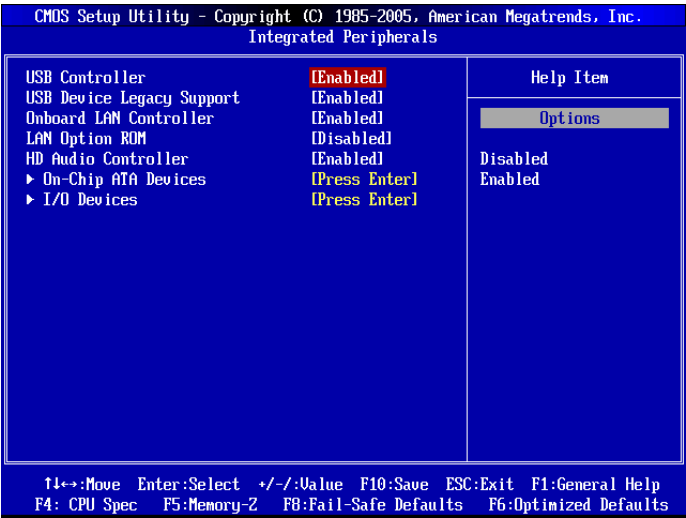 CMOS Setup Utility - Copyright (C) 1985-2005, American Megatrends, Inc.
Integrated Peripherals
USB Controller [Enabled]
USB Device Legacy Support [Enabled]
Onboard LAN Controller [Enabled]
LAN Option ROM [Disabled]
HD Audio Controller [Enabled]
▶ On-Chip ATA Devices [Press Enter]
▶ I/O Devices [Press Enter]
Help Item
Options
Disabled
Enabled
↑↓←→:Move Enter:Select +/-/:Value F10:Save ESC:Exit F1:General Help
F4: CPU Spec F5:Memory-Z F8:Fail-Safe Defaults F6:Optimized Defaults